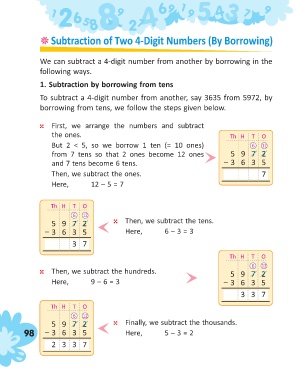 Subtraction of Two 4-Digit Numbers (By Borrowing)
We can subtract a 4-digit number from another by borrowing in the
following ways.
1. Subtraction by borrowing from tens
To subtract a 4-digit number from another, say 3635 from 5972, by
borrowing from tens, we follow the steps given below.
First, we arrange the numbers and subtract
the ones.
But 2 < 5, so we borrow 1 ten (= 10 ones)
from 7 tens so that 2 ones become 12 ones
and 7 tens become 6 tens.
Then, we subtract the ones.
Here, 12 – 5 = 7
Th H T O
6 12
5 9 7 2
– 3 6 3 5
7
Th H T O
6 12
5 9 7 2
– 3 6 3 5
3 7
Then, we subtract the tens.
Here, 6 – 3 = 3
Then, we subtract the hundreds.
Here, 9 – 6 = 3
Th H T O
6 12
5 9 7 2
– 3 6 3 5
3 3 7
Th H T O
6 12
5 9 7 2
– 3 6 3 5
2 3 3 7
Finally, we subtract the thousands.
Here, 5 – 3 = 2
98